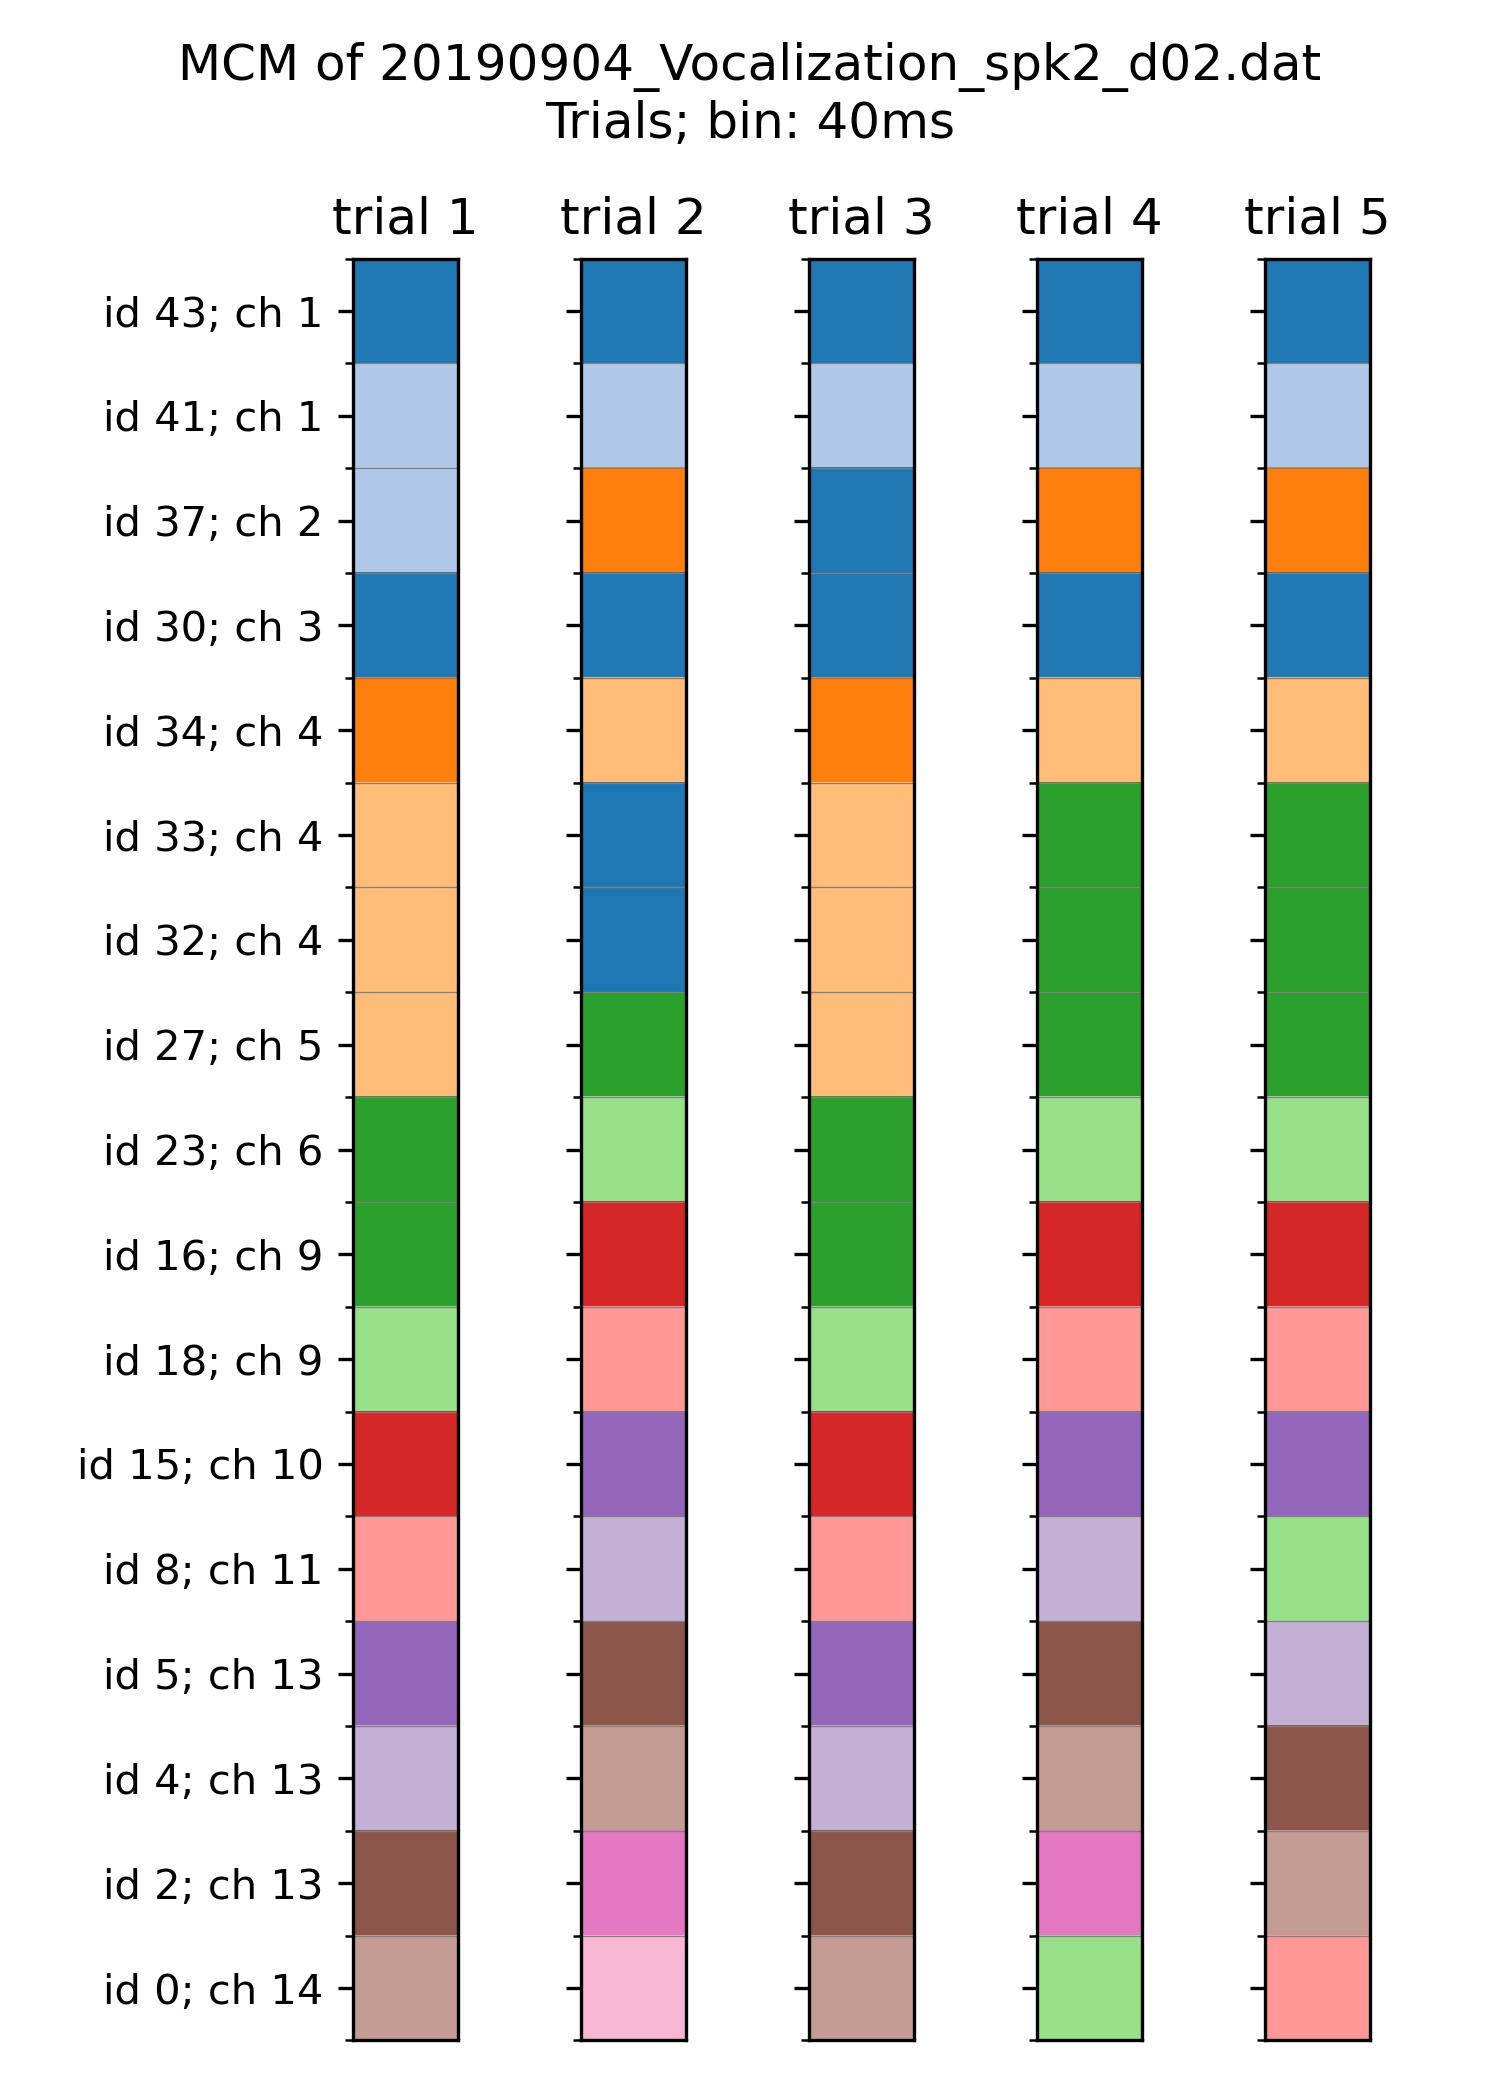 MCM of 20190904_Vocalization_spk2_d02.dat
Trials; bin: 40ms
trial 1 trial 2 trial 3 trial 4 trial 5
id 43; ch 1
id 41; ch 1
id 37; ch 2
id 30; ch 3
id 34; ch 4
id 33; ch 4
id 32; ch 4
id 27; ch 5
id 23; ch 6
id 16; ch 9
id 18; ch 9
id 15; ch 10
id 8; ch 11
id 5; ch 13
id 4; ch 13
id 2; ch 13
id 0; ch 14